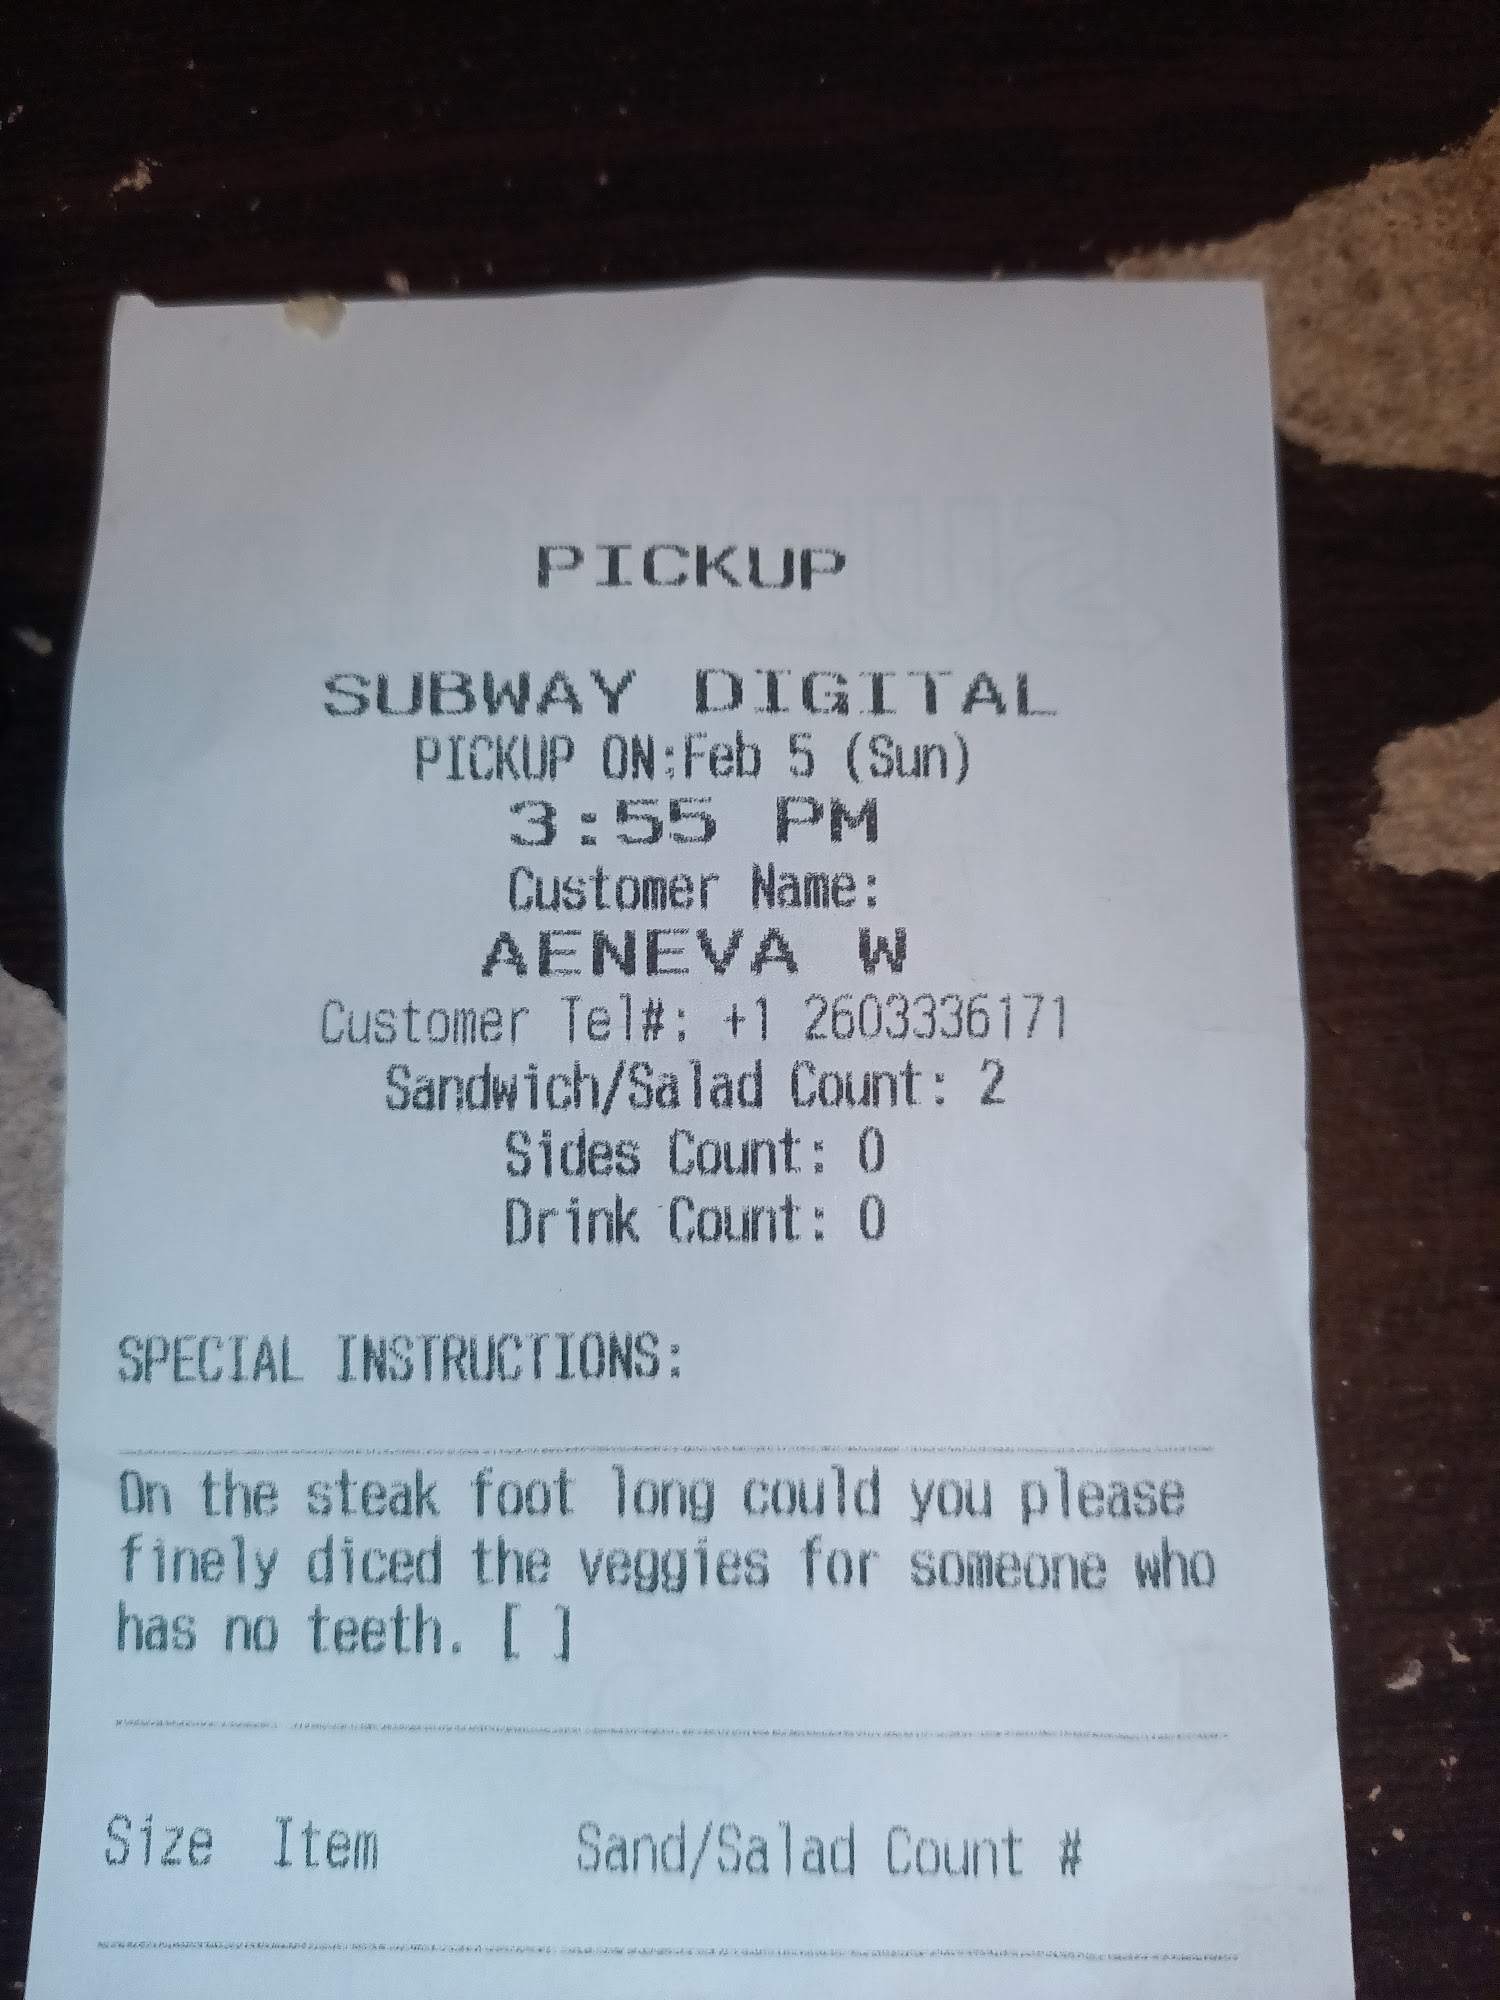 PICKUP
SUBWAY DIGITAL
PICKUP ON:Feb 5 (Sun)
3:55 PM
Customer Name:
AENEVA W
Customer Tel#: +1 2603336171
Sandwich/Salad Count: 2
Sides Count: 0
Drink Count: 0
SPECIAL INSTRUCTIONS:
On the steak foot long could you please
finely diced the veggies for someone who
has no teeth. [ ]
Size Item Sand/Salad Count #